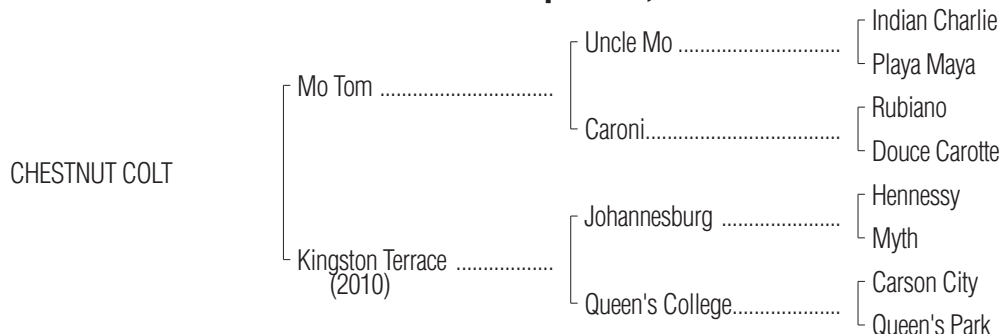 Indian Charlie
Uncle Mo ................................
Playa Maya
Mo Tom ..................................
Rubiano
Caroni.......................................
Douce Carotte
CHESTNUT COLT
Hennessy
Johannesburg ........................
Myth
Kingston Terrace ...................
(2010)
Carson City
Queen's College.....................
Queen's Park